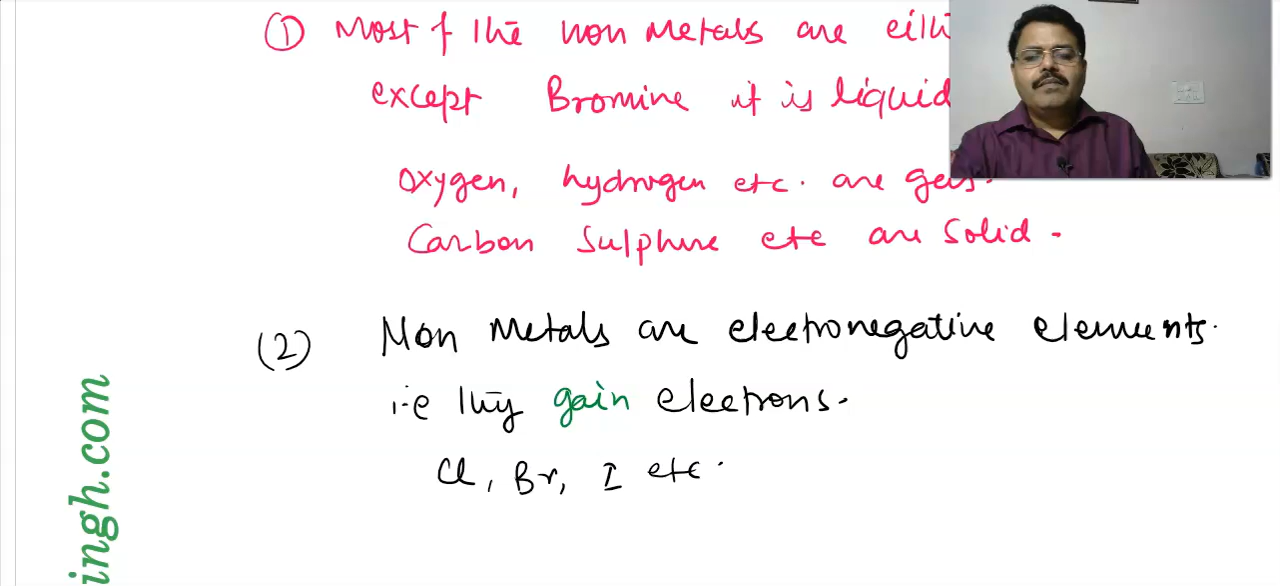 (1) Most of the non metals are eith
except Bromine it is liquid
oxygen, hydrogen etc. are gas.
Carbon Sulphure etc are Solid.
(2) Non metals are electronegative elements.
i.e they gain electrons.
Cl, Br, I etc.
ingh.com